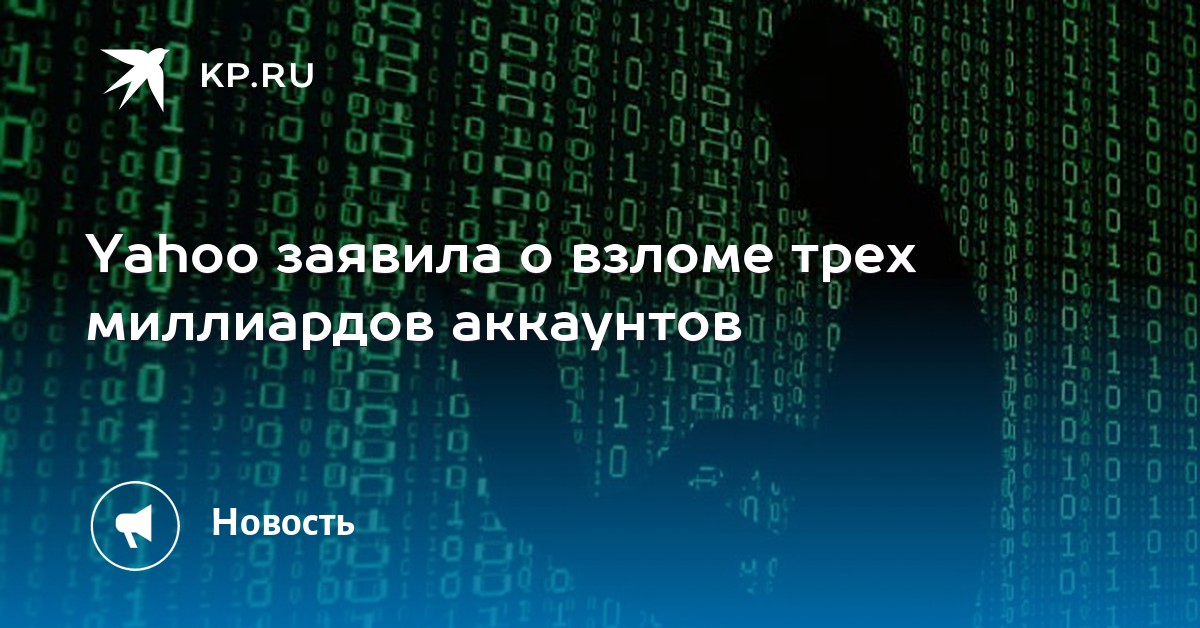 KP.RU
Yahoo заявила о взломе трех
миллиардов аккаунтов
Новость